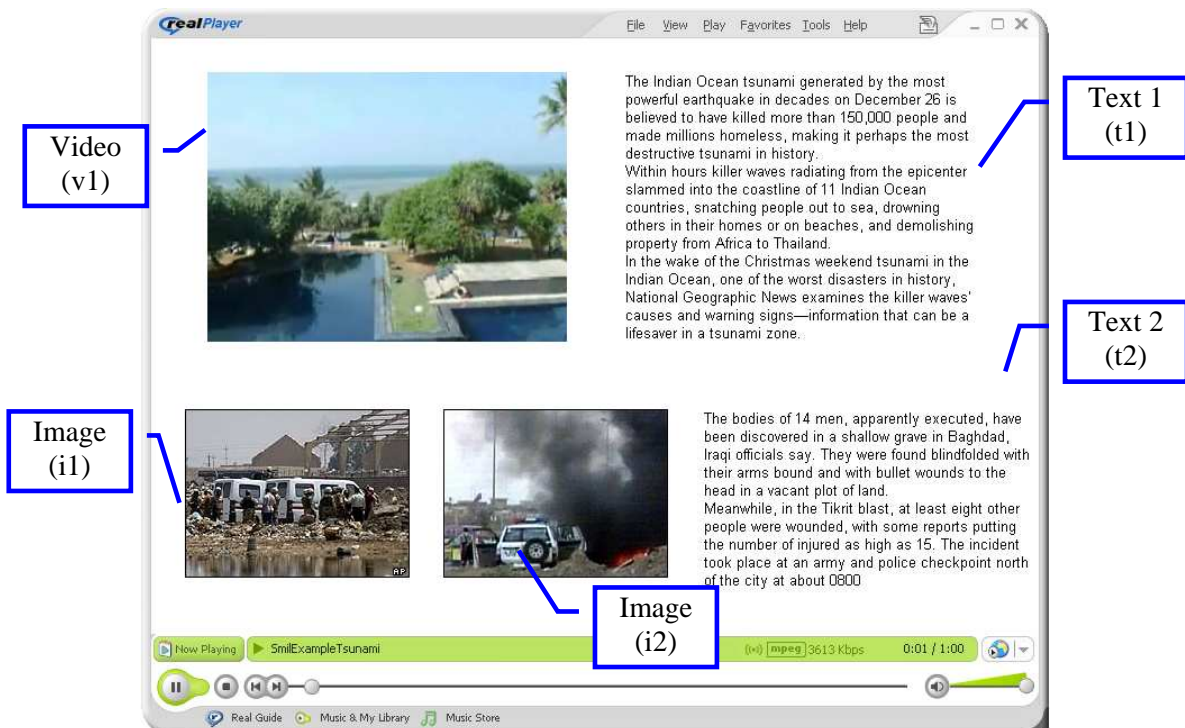 realPlayer
File View Play Favorites Tools Help
Video
(v1)
The Indian Ocean tsunami generated by the most
powerful earthquake in decades on December 26 is
believed to have killed more than 150,000 people and
made millions homeless, making it perhaps the most
destructive tsunami in history.
Within hours killer waves radiating from the epicenter
slammed into the coastline of 11 Indian Ocean
countries, snatching people out to sea, drowning
others in their homes or on beaches, and demolishing
property from Africa to Thailand.
In the wake of the Christmas weekend tsunami in the
Indian Ocean, one of the worst disasters in history,
National Geographic News examines the killer waves'
causes and warning signs—information that can be a
lifesaver in a tsunami zone.
Text 1
(t1)
Text 2
(t2)
Image
(i1)
AP
The bodies of 14 men, apparently executed, have
been discovered in a shallow grave in Baghdad,
Iraqi officials say. They were found blindfolded with
their arms bound and with bullet wounds to the
head in a vacant plot of land.
Meanwhile, in the Tikrit blast, at least eight other
people were wounded, with some reports putting
the number of injured as high as 15. The incident
took place at an army and police checkpoint north
of the city at about 0800
Image
(i2)
Now Playing SmilExampleTsunami mpeg 3613 Kbps 0:01 / 1:00
Real Guide Music & My Library Music Store